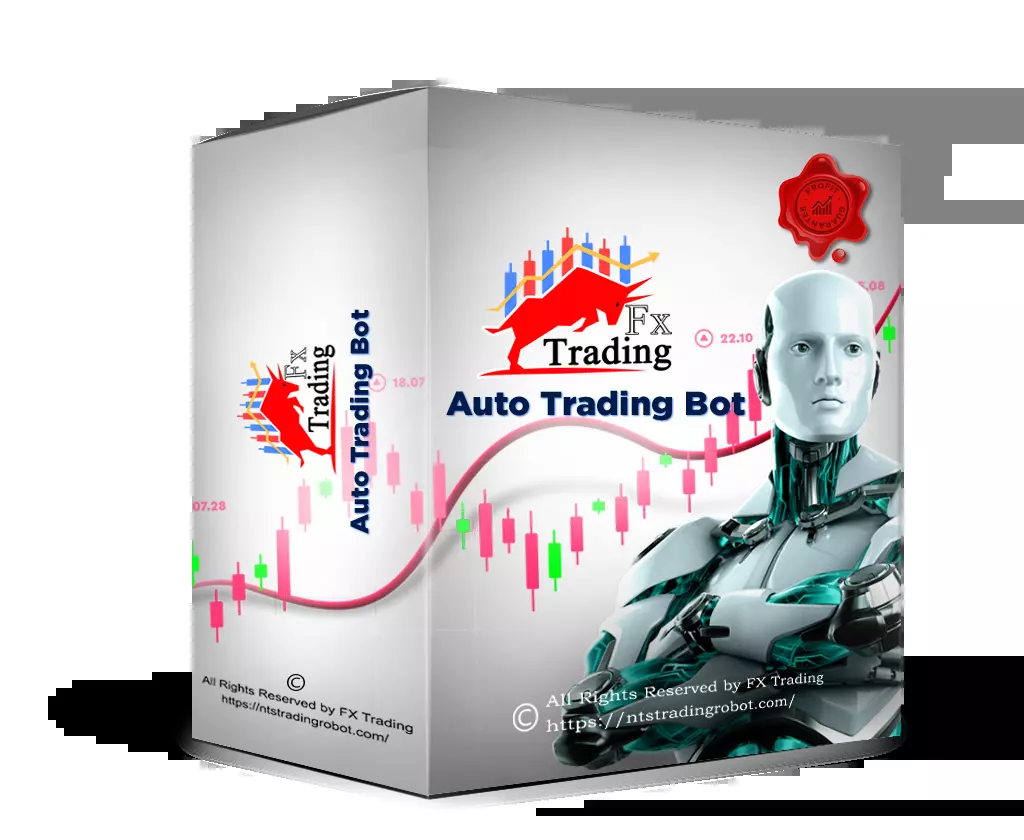 PROFIT
GUARANTEE
Fx
Trading
Auto Trading Bot
22.10
5.08
© All Rights Reserved by FX Trading
https://ntstradingrobot.com/
Fx
Trading
Auto Trading Bot
18.07
07.28
©
All Rights Reserved by FX Trading
https://ntstradingrobot.com/